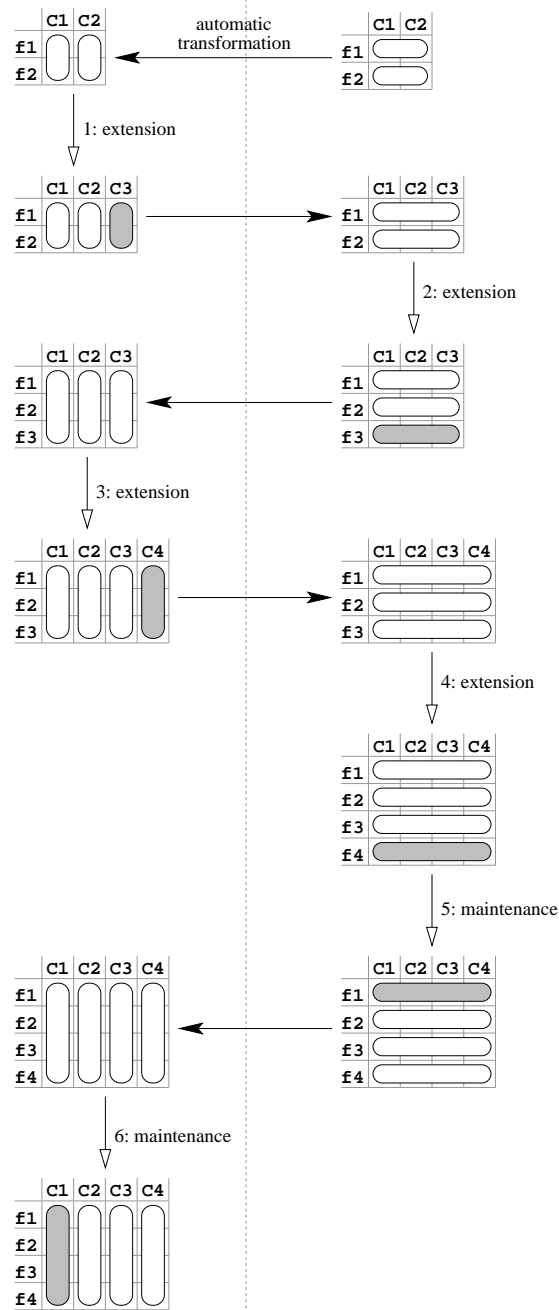 C1 C2
f1
f2
automatic
transformation
C1 C2
f1
f2
1: extension
C1 C2 C3
f1
f2
C1 C2 C3
f1
f2
2: extension
C1 C2 C3
f1
f2
f3
C1 C2 C3
f1
f2
f3
3: extension
C1 C2 C3 C4
f1
f2
f3
C1 C2 C3 C4
f1
f2
f3
4: extension
C1 C2 C3 C4
f1
f2
f3
f4
5: maintenance
C1 C2 C3 C4
f1
f2
f3
f4
C1 C2 C3 C4
f1
f2
f3
f4
6: maintenance
C1 C2 C3 C4
f1
f2
f3
f4